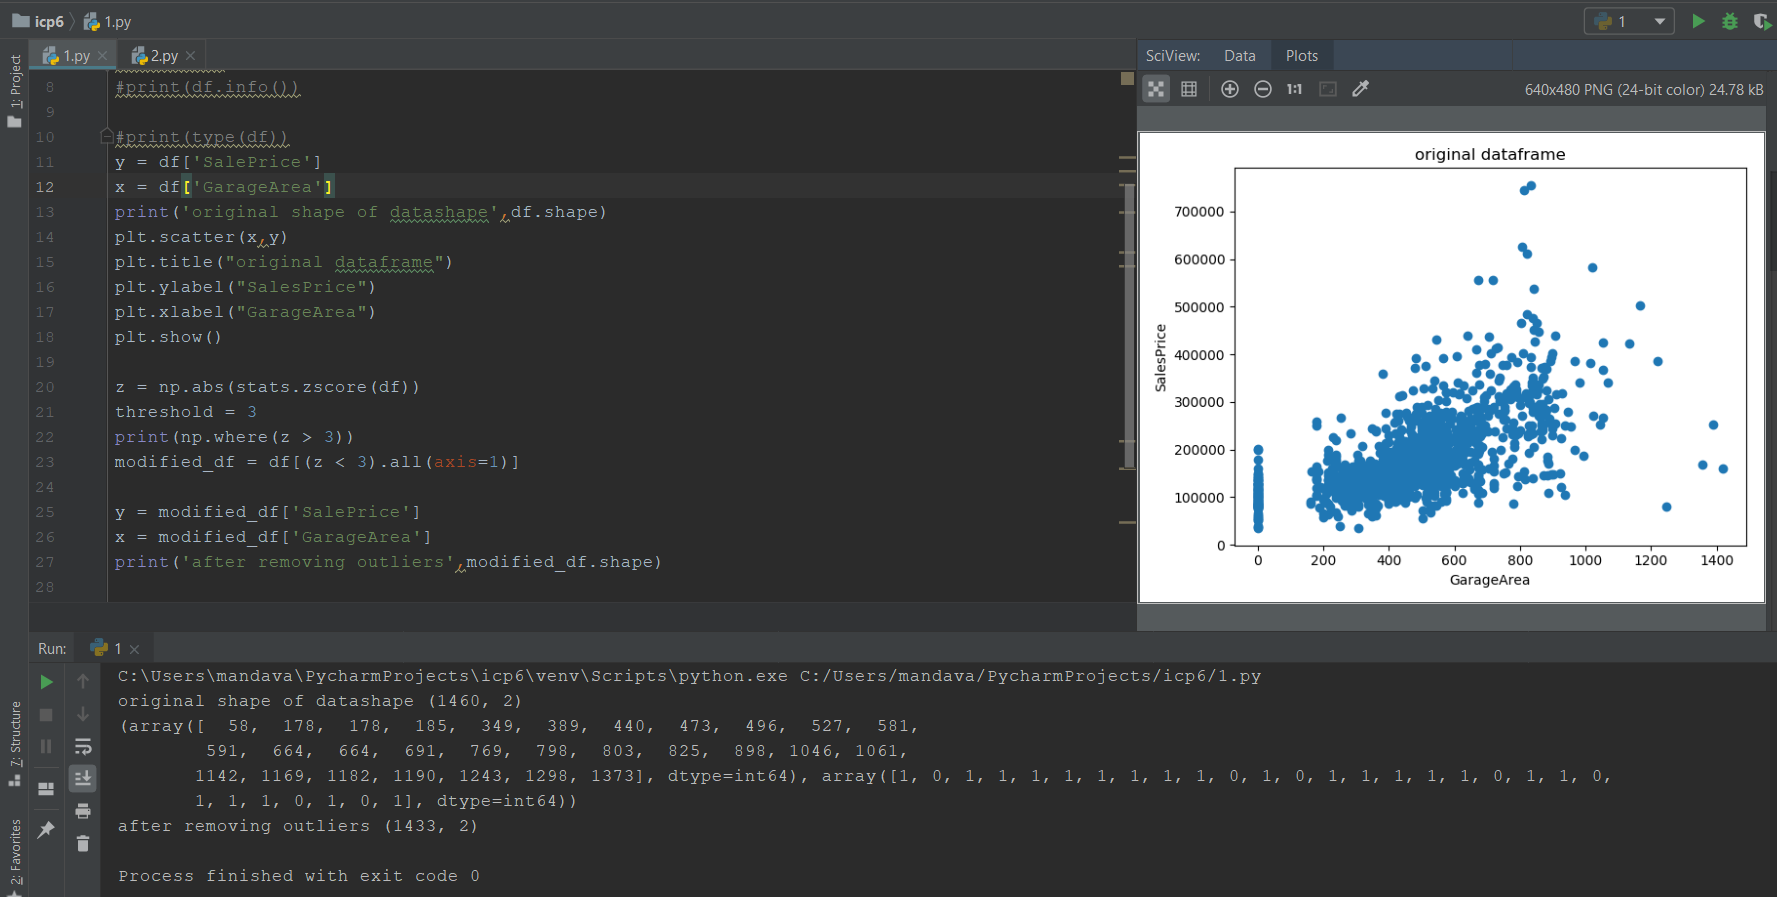 icp6 1.py
1
1.py 2.py
SciView: Data Plots
1:1 640x480 PNG (24-bit color) 24.78 kB
1: Project
8 #print(df.info())
9
10 #print(type(df))
11 y = df['SalePrice']
12 x = df['GarageArea']
13 print('original shape of datashape',df.shape)
14 plt.scatter(x,y)
15 plt.title("original dataframe")
16 plt.ylabel("SalesPrice")
17 plt.xlabel("GarageArea")
18 plt.show()
19
20 z = np.abs(stats.zscore(df))
21 threshold = 3
22 print(np.where(z > 3))
23 modified_df = df[(z < 3).all(axis=1)]
24
25 y = modified_df['SalePrice']
26 x = modified_df['GarageArea']
27 print('after removing outliers',modified_df.shape)
28
original dataframe
700000
600000
500000
400000
300000
200000
100000
0
SalesPrice
0 200 400 600 800 1000 1200 1400
GarageArea
Run: 1
C:\Users\mandava\PycharmProjects\icp6\venv\Scripts\python.exe C:/Users/mandava/PycharmProjects/icp6/1.py
original shape of datashape (1460, 2)
(array([  58,  178,  178,  185,  349,  389,  440,  473,  496,  527,  581,
591,  664,  664,  691,  769,  798,  803,  825,  898, 1046, 1061,
1142, 1169, 1182, 1190, 1243, 1298, 1373], dtype=int64), array([1, 0, 1, 1, 1, 1, 1, 1, 1, 1, 0, 1, 0, 1, 1, 1, 1, 1, 0, 1, 1, 0,
1, 1, 1, 0, 1, 0, 1], dtype=int64))
after removing outliers (1433, 2)
Process finished with exit code 0
7: Structure
2: Favorites